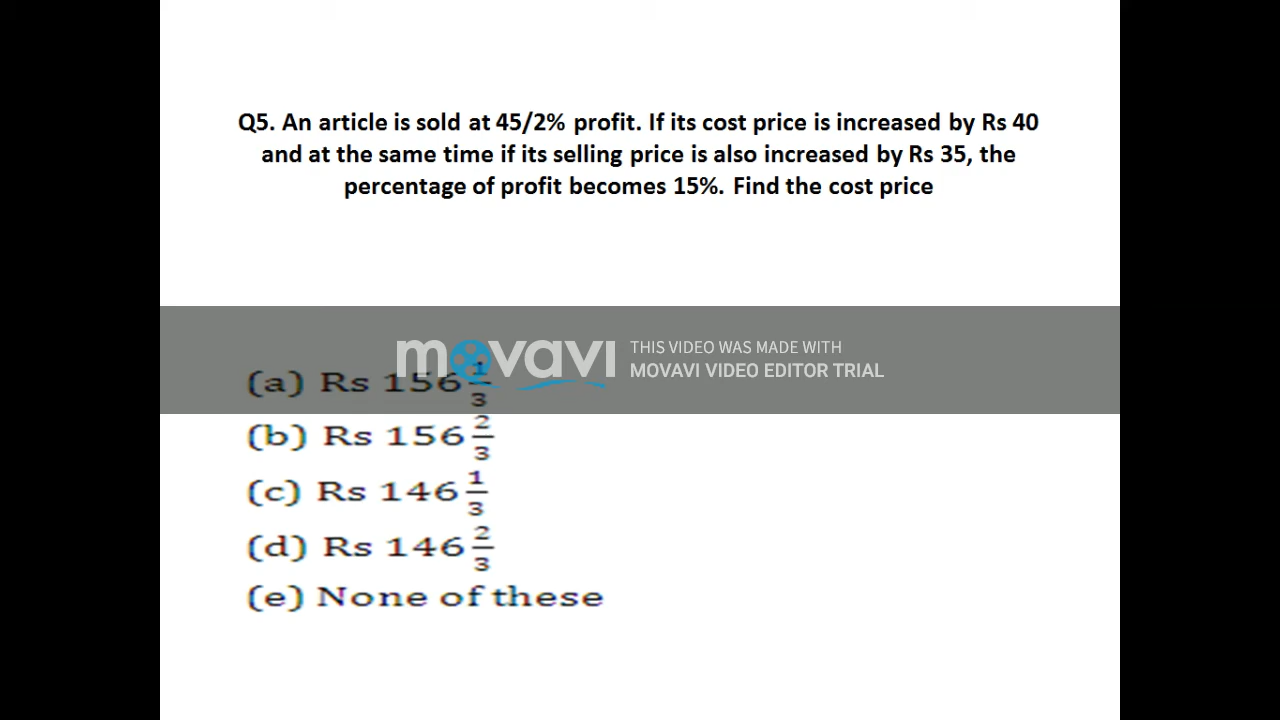 Q5. An article is sold at 45/2% profit. If its cost price is increased by Rs 40
and at the same time if its selling price is also increased by Rs 35, the
percentage of profit becomes 15%. Find the cost price
movavi
THIS VIDEO WAS MADE WITH
MOVAVI VIDEO EDITOR TRIAL
(a) Rs 156 1/3
(b) Rs 156 2/3
(c) Rs 146 1/3
(d) Rs 146 2/3
(e) None of these